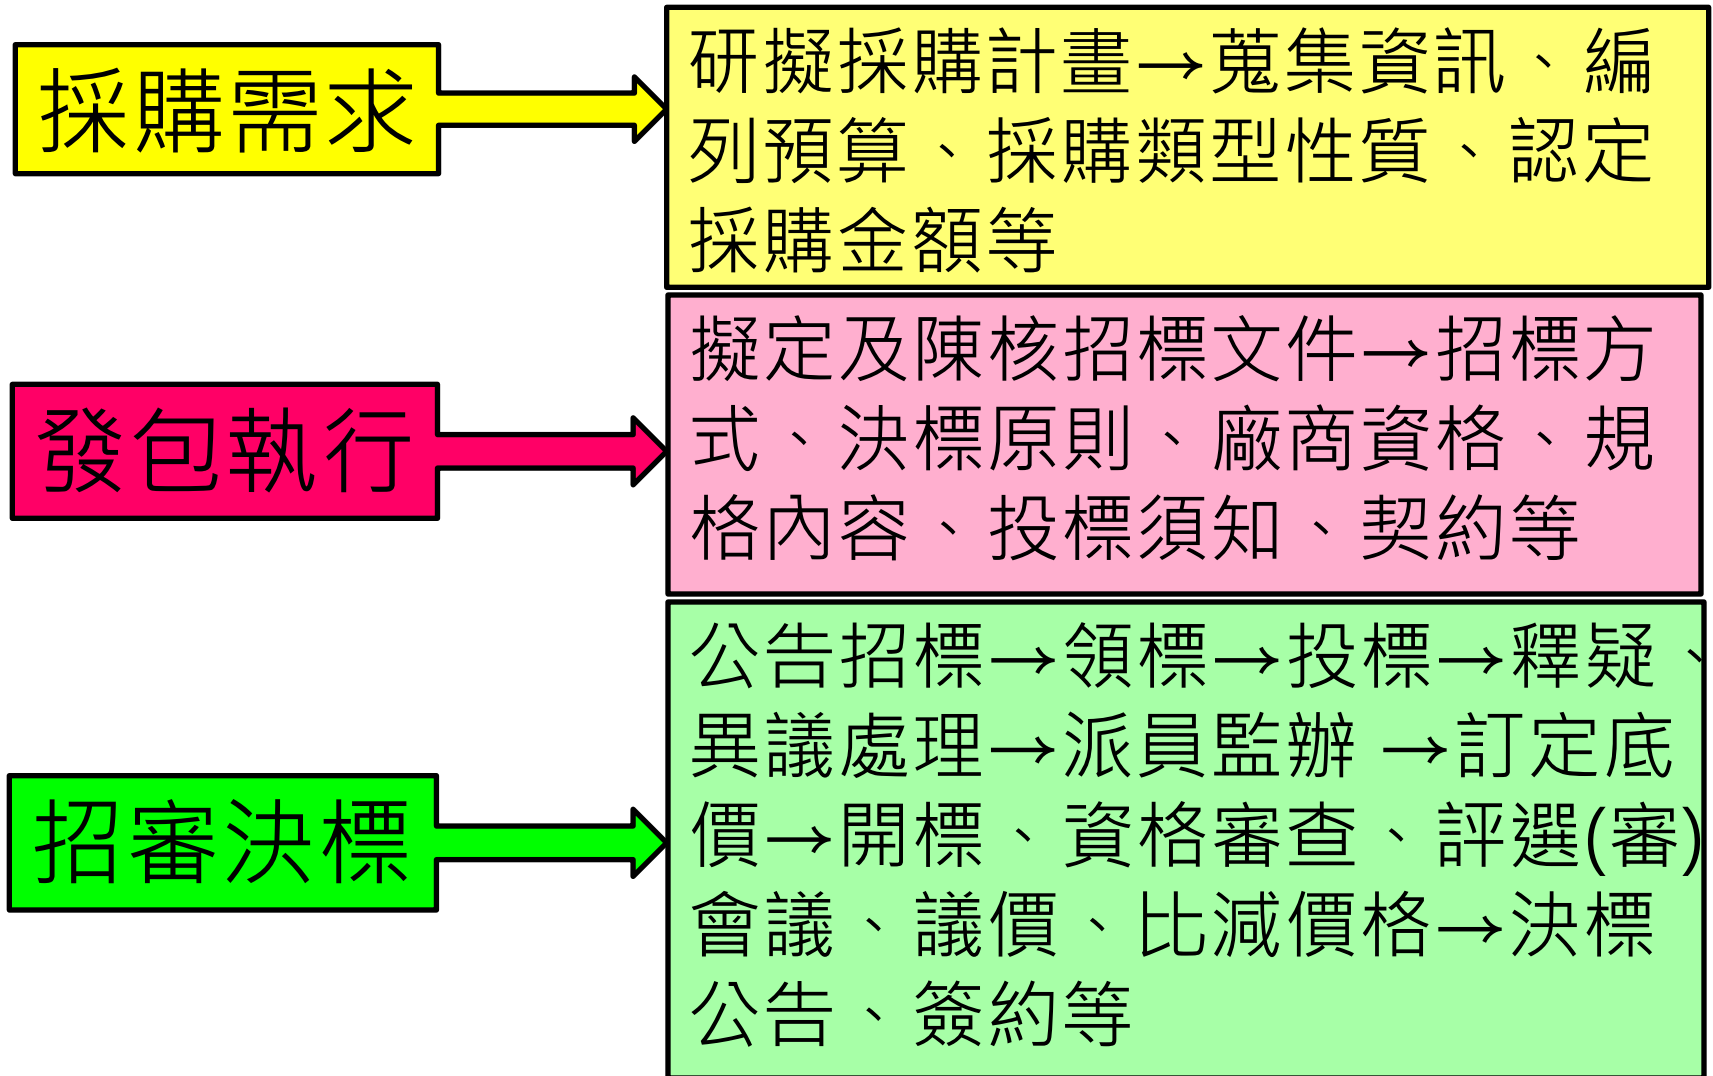 採購需求
研擬採購計畫→蒐集資訊、編
列預算、採購類型性質、認定
採購金額等
發包執行
擬定及陳核招標文件→招標方
式、決標原則、廠商資格、規
格內容、投標須知、契約等
招審決標
公告招標→領標→投標→釋疑、
異議處理→派員監辦 →訂定底
價→開標、資格審查、評選(審)
會議、議價、比減價格→決標
公告、簽約等